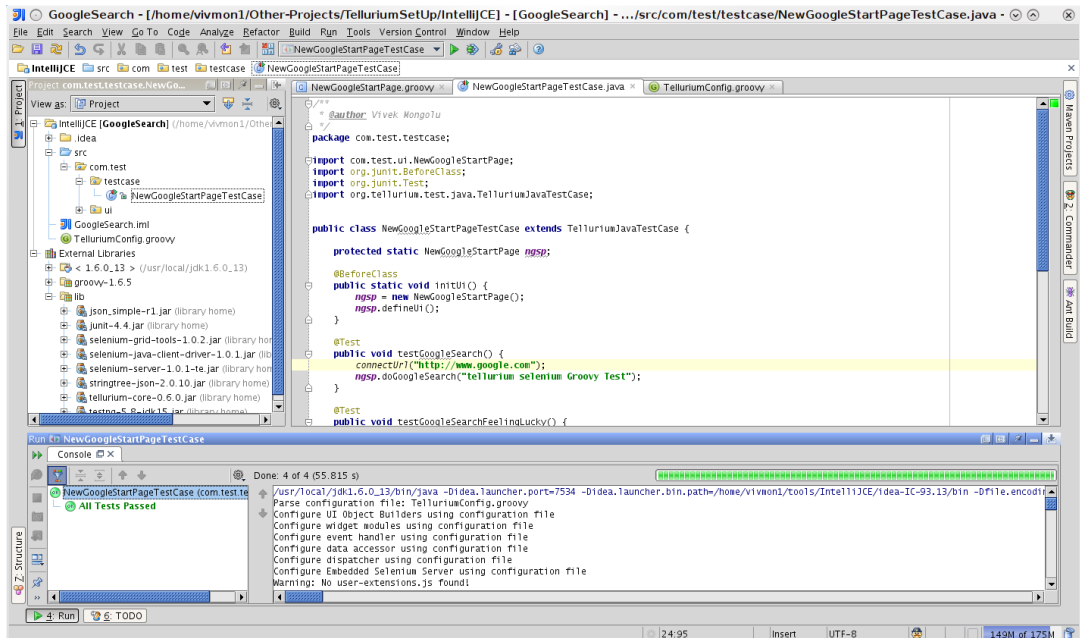 GoogleSearch - [/home/vivmon1/Other-Projects/TelluriumSetUp/IntelliJCE] - [GoogleSearch] - .../src/com/test/testcase/NewGoogleStartPageTestCase.java -
File Edit Search View Go To Code Analyze Refactor Build Run Tools Version Control Window Help
NewGoogleStartPageTestCase
IntelliJCE src com test testcase NewGoogleStartPageTestCase
1: Project
Project com.test.testcase.NewGo...
View as: Project
IntelliJCE [GoogleSearch] (/home/vivmon1/Other
.idea
src
com.test
testcase
NewGoogleStartPageTestCase
ui
GoogleSearch.iml
TelluriumConfig.groovy
External Libraries
< 1.6.0_13 > (/usr/local/jdk1.6.0_13)
groovy-1.6.5
lib
json_simple-r1.jar (library home)
junit-4.4.jar (library home)
selenium-grid-tools-1.0.2.jar (library hor
selenium-java-client-driver-1.0.1.jar (lib
selenium-server-1.0.1-te.jar (library hom
stringtree-json-2.0.10.jar (library home)
tellurium-core-0.6.0.jar (library home)
testng-5.8-jdk15.jar (library home)
NewGoogleStartPage.groovy × NewGoogleStartPageTestCase.java × TelluriumConfig.groovy ×
/**
* @author Vivek Mongolu
*/
package com.test.testcase;
import com.test.ui.NewGoogleStartPage;
import org.junit.BeforeClass;
import org.junit.Test;
import org.tellurium.test.java.TelluriumJavaTestCase;
public class NewGoogleStartPageTestCase extends TelluriumJavaTestCase {
protected static NewGoogleStartPage ngsp;
@BeforeClass
public static void initUi() {
ngsp = new NewGoogleStartPage();
ngsp.defineUi();
}
@Test
public void testGoogleSearch() {
connectUrl("http://www.google.com");
ngsp.doGoogleSearch("tellurium selenium Groovy Test");
}
@Test
public void testGoogleSearchFeelingLucky() {
Maven Projects
2: Commander
Ant Build
Run NewGoogleStartPageTestCase
Console
Done: 4 of 4 (55.815 s)
NewGoogleStartPageTestCase (com.test.te
All Tests Passed
/usr/local/jdk1.6.0_13/bin/java -Didea.launcher.port=7534 -Didea.launcher.bin.path=/home/vivmon1/tools/IntelliJCE/idea-IC-93.13/bin -Dfile.encodin
Parse configuration file: TelluriumConfig.groovy
Configure UI Object Builders using configuration file
Configure widget modules using configuration file
Configure event handler using configuration file
Configure data accessor using configuration file
Configure dispatcher using configuration file
Configure Embedded Selenium Server using configuration file
Warning: No user-extensions.js found!
Z: Structure
4: Run 6: TODO
24:95 Insert UTF-8 149M of 175M